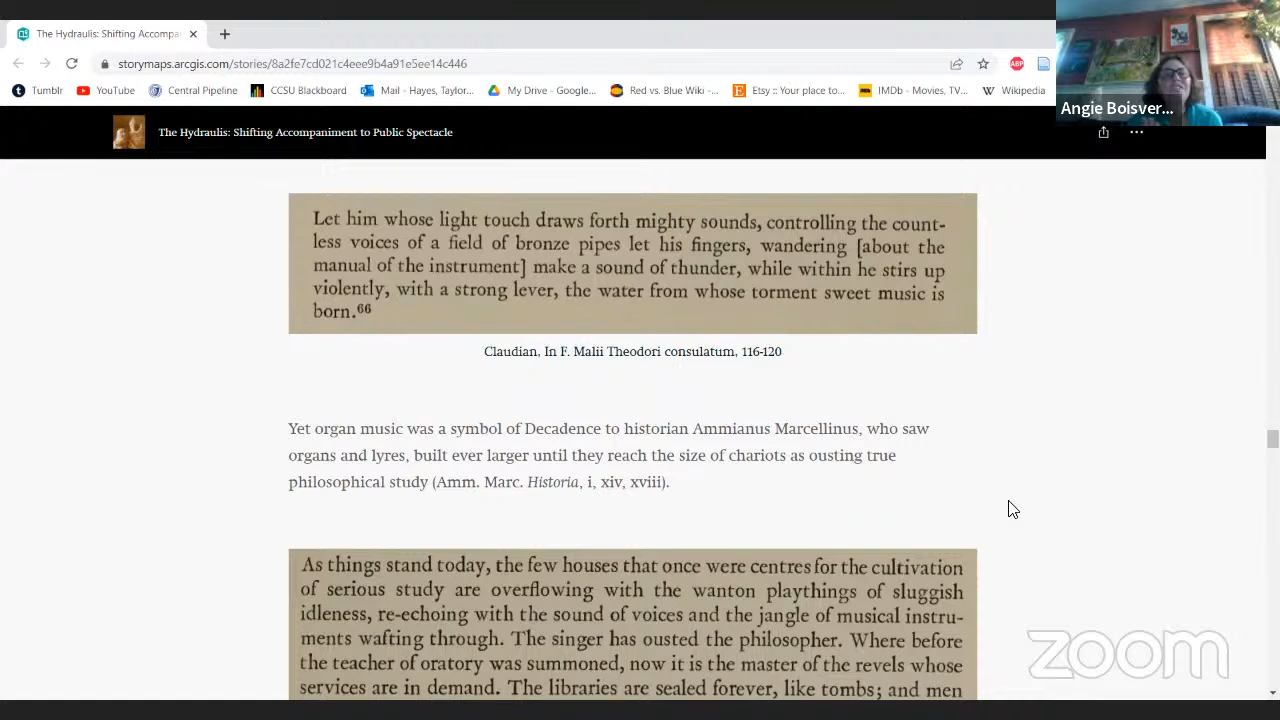 The Hydraulis: Shifting Accompa
storymaps.arcgis.com/stories/8a2fe7cd021c4eee9b4a91e5ee14c446
ABP
Tumblr YouTube Central Pipeline CCSU Blackboard Mail - Hayes, Taylor... My Drive - Google... Red vs. Blue Wiki -... Etsy :: Your place to... IMDb - Movies, TV... Wikipedia
Angie Boisver...
The Hydraulis: Shifting Accompaniment to Public Spectacle
Let him whose light touch draws forth mighty sounds, controlling the count-
less voices of a field of bronze pipes let his fingers, wandering [about the
manual of the instrument] make a sound of thunder, while within he stirs up
violently, with a strong lever, the water from whose torment sweet music is
born.66
Claudian, In F. Malii Theodori consulatum, 116-120
Yet organ music was a symbol of Decadence to historian Ammianus Marcellinus, who saw
organs and lyres, built ever larger until they reach the size of chariots as ousting true
philosophical study (Amm. Marc. Historia, i, xiv, xviii).
As things stand today, the few houses that once were centres for the cultivation
of serious study are overflowing with the wanton playthings of sluggish
idleness, re-echoing with the sound of voices and the jangle of musical instru-
ments wafting through. The singer has ousted the philosopher. Where before
the teacher of oratory was summoned, now it is the master of the revels whose
services are in demand. The libraries are sealed forever, like tombs; and men
zoom